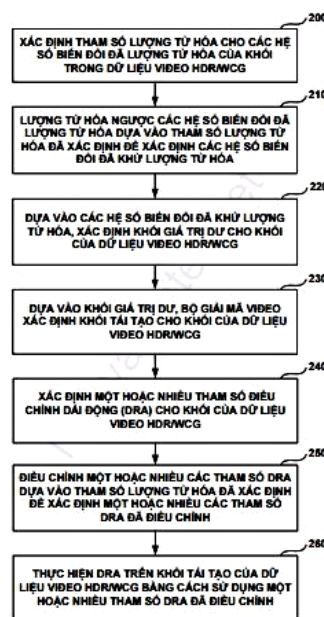 200
XÁC ĐỊNH THAM SỐ LƯỢNG TỬ HÓA CHO CÁC HỆ
SỐ BIẾN ĐỔI ĐÃ LƯỢNG TỬ HÓA CỦA KHỐI
TRONG DỮ LIỆU VIDEO HDR/WCG
210
LƯỢNG TỬ HÓA NGƯỢC CÁC HỆ SỐ BIẾN ĐỔI ĐÃ
LƯỢNG TỬ HÓA DỰA VÀO THAM SỐ LƯỢNG TỬ
HÓA ĐÃ XÁC ĐỊNH ĐỂ XÁC ĐỊNH CÁC HỆ SỐ BIẾN
ĐỔI ĐÃ KHỬ LƯỢNG TỬ HÓA
220
DỰA VÀO CÁC HỆ SỐ BIẾN ĐỔI ĐÃ KHỬ LƯỢNG
TỬ HÓA, XÁC ĐỊNH KHỐI GIÁ TRỊ DƯ CHO KHỐI
CỦA DỮ LIỆU VIDEO HDR/WCG
230
DỰA VÀO KHỐI GIÁ TRỊ DƯ, BỘ GIẢI MÃ VIDEO
XÁC ĐỊNH KHỐI TÁI TẠO CHO KHỐI CỦA DỮ LIỆU VIDEO
HDR/WCG
240
XÁC ĐỊNH MỘT HOẶC NHIỀU THAM SỐ ĐIỀU
CHỈNH DẢI ĐỘNG (DRA) CHO KHỐI CỦA DỮ LIỆU
VIDEO HDR/WCG
250
ĐIỀU CHỈNH MỘT HOẶC NHIỀU CÁC THAM SỐ DRA
DỰA VÀO THAM SỐ LƯỢNG TỬ HÓA ĐÃ XÁC ĐỊNH
ĐỂ XÁC ĐỊNH MỘT HOẶC NHIỀU CÁC THAM SỐ
DRA ĐÃ ĐIỀU CHỈNH
260
THỰC HIỆN DRA TRÊN KHỐI TÁI TẠO CỦA DỮ
LIỆU VIDEO HDR/WCG BẰNG CÁCH SỬ DỤNG MỘT
HOẶC NHIỀU THAM SỐ DRA ĐÃ ĐIỀU CHỈNH